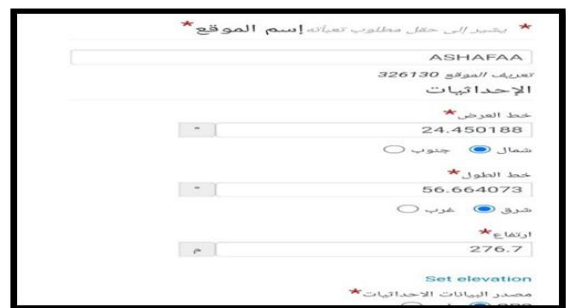 * يشير إلى حقل مطلوب تعبأته إسم الموقع*
ASHAFAA
تعريف الموقع 326130
الإحداثيات
خط العرض*
24.450188 °
شمال جنوب
خط الطول*
56.664073 °
شرق غرب
ارتفاع*
276.7 م
Set elevation
مصدر البيانات الاحداثيات*